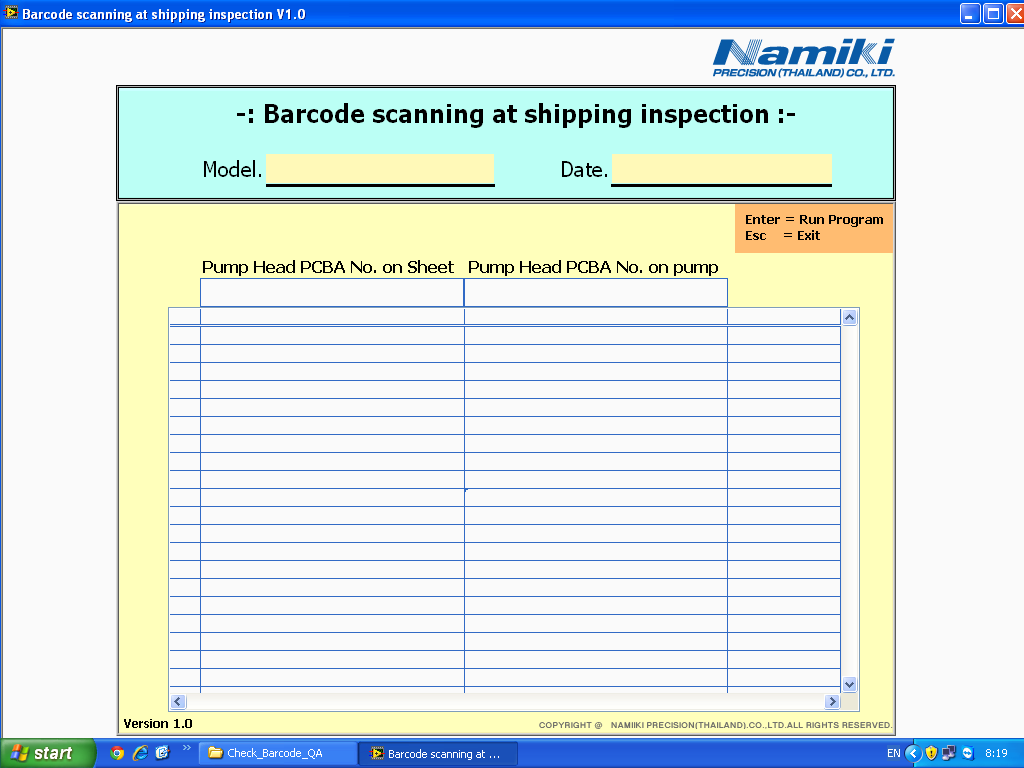 Barcode scanning at shipping inspection V1.0
Namiki
PRECISION (THAILAND) CO., LTD.
-: Barcode scanning at shipping inspection :-
Model.
Date.
Enter = Run Program
Esc = Exit
Pump Head PCBA No. on Sheet
Pump Head PCBA No. on pump
Version 1.0
COPYRIGHT @ NAMIIKI PRECISION(THAILAND).CO.,LTD.ALL RIGHTS RESERVED.
start
»
Check_Barcode_QA
Barcode scanning at ...
EN
8:19